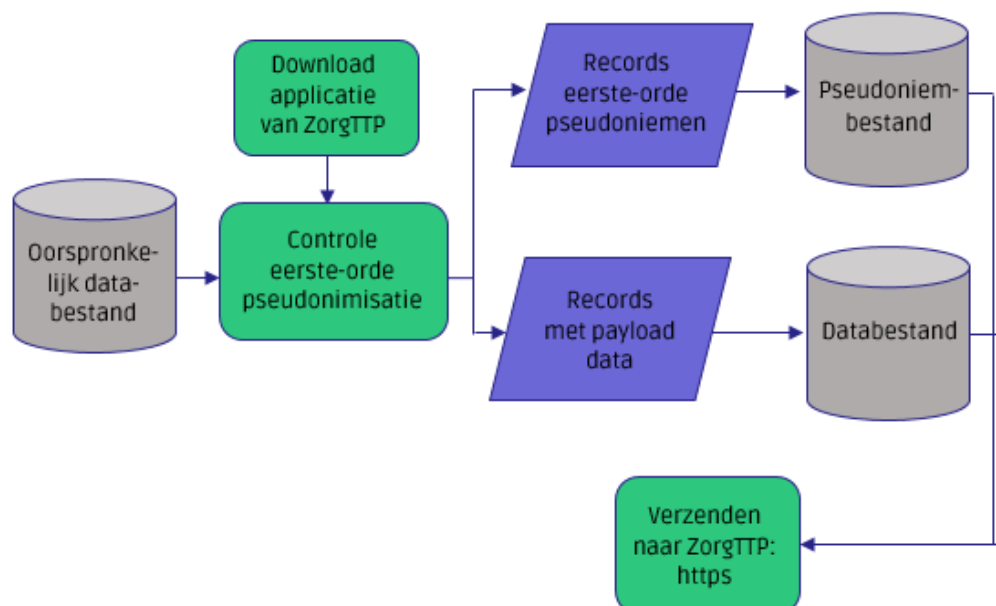 Download
applicatie
van ZorgTTP
Records
eerste-orde
pseudoniemen
Pseudoniem-
bestand
Oorspronke-
lijk data-
bestand
Controle
eerste-orde
pseudonimisatie
Records
met payload
data
Databestand
Verzenden
naar ZorgTTP:
https